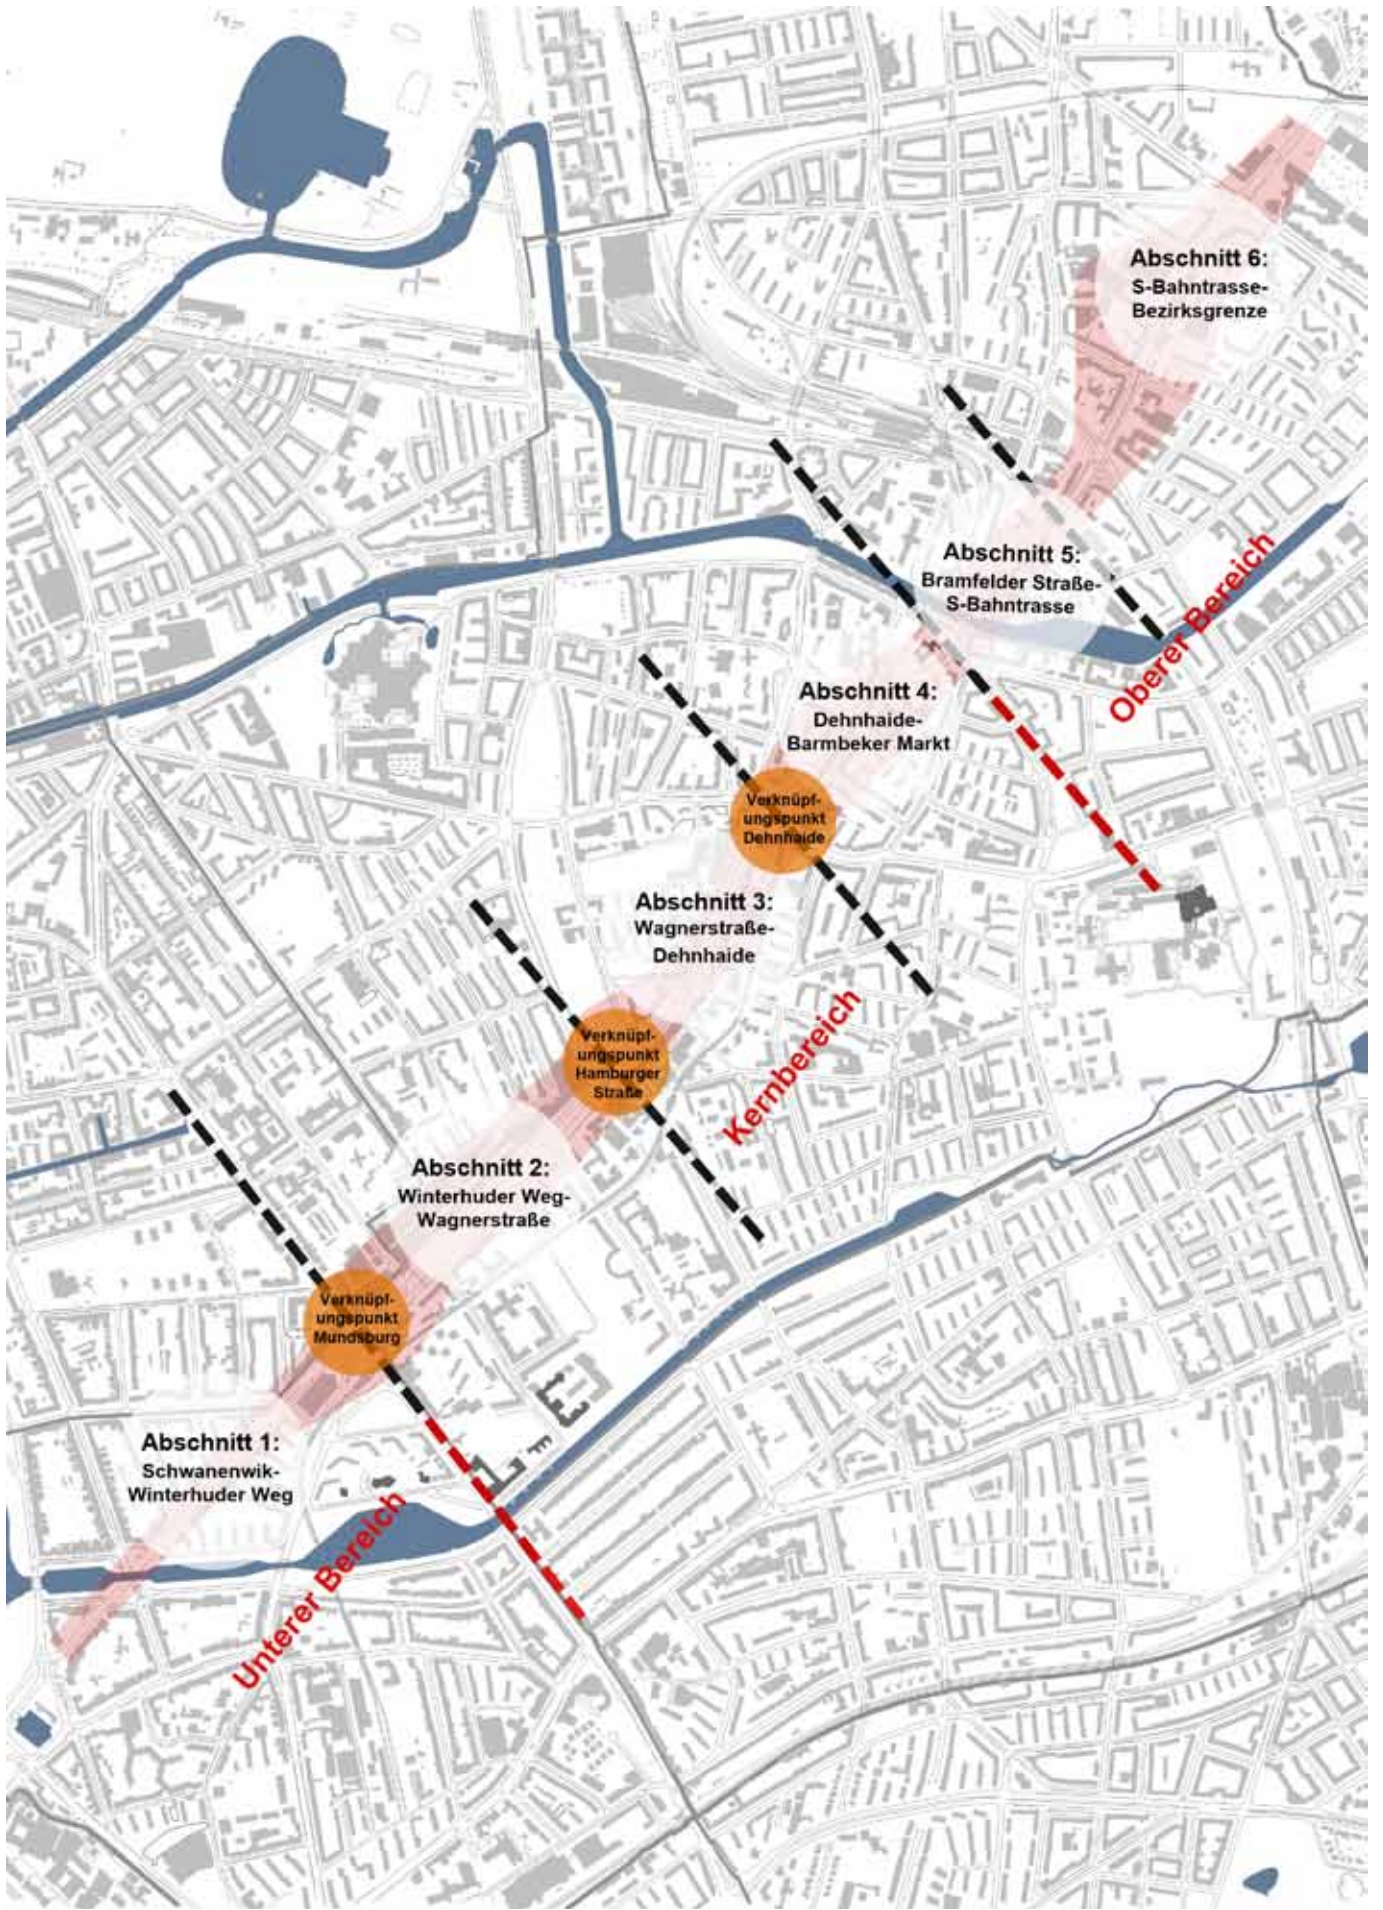 Abschnitt 6:
S-Bahntrasse-
Bezirksgrenze
Abschnitt 5:
Bramfelder Straße-
S-Bahntrasse
Oberer Bereich
Abschnitt 4:
Dehnhaide-
Barmbeker Markt
Verknüpf-
ungspunkt
Dehnhaide
Abschnitt 3:
Wagnerstraße-
Dehnhaide
Verknüpf-
ungspunkt
Hamburger
Straße
Kernbereich
Abschnitt 2:
Winterhuder Weg-
Wagnerstraße
Verknüpf-
ungspunkt
Mundsburg
Abschnitt 1:
Schwanenwik-
Winterhuder Weg
Unterer Bereich